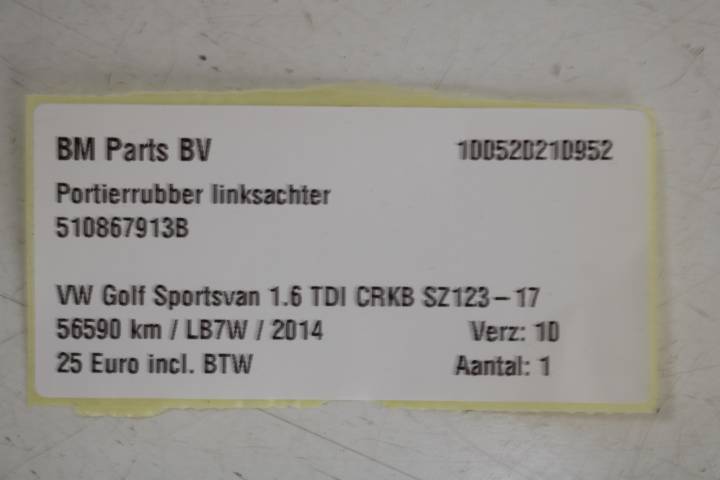 BM Parts BV 100520210952
Portierrubber linksachter
510867913B
VW Golf Sportsvan 1.6 TDI CRKB SZ123-17
56590 km / LB7W / 2014 Verz: 10
25 Euro incl. BTW Aantal: 1